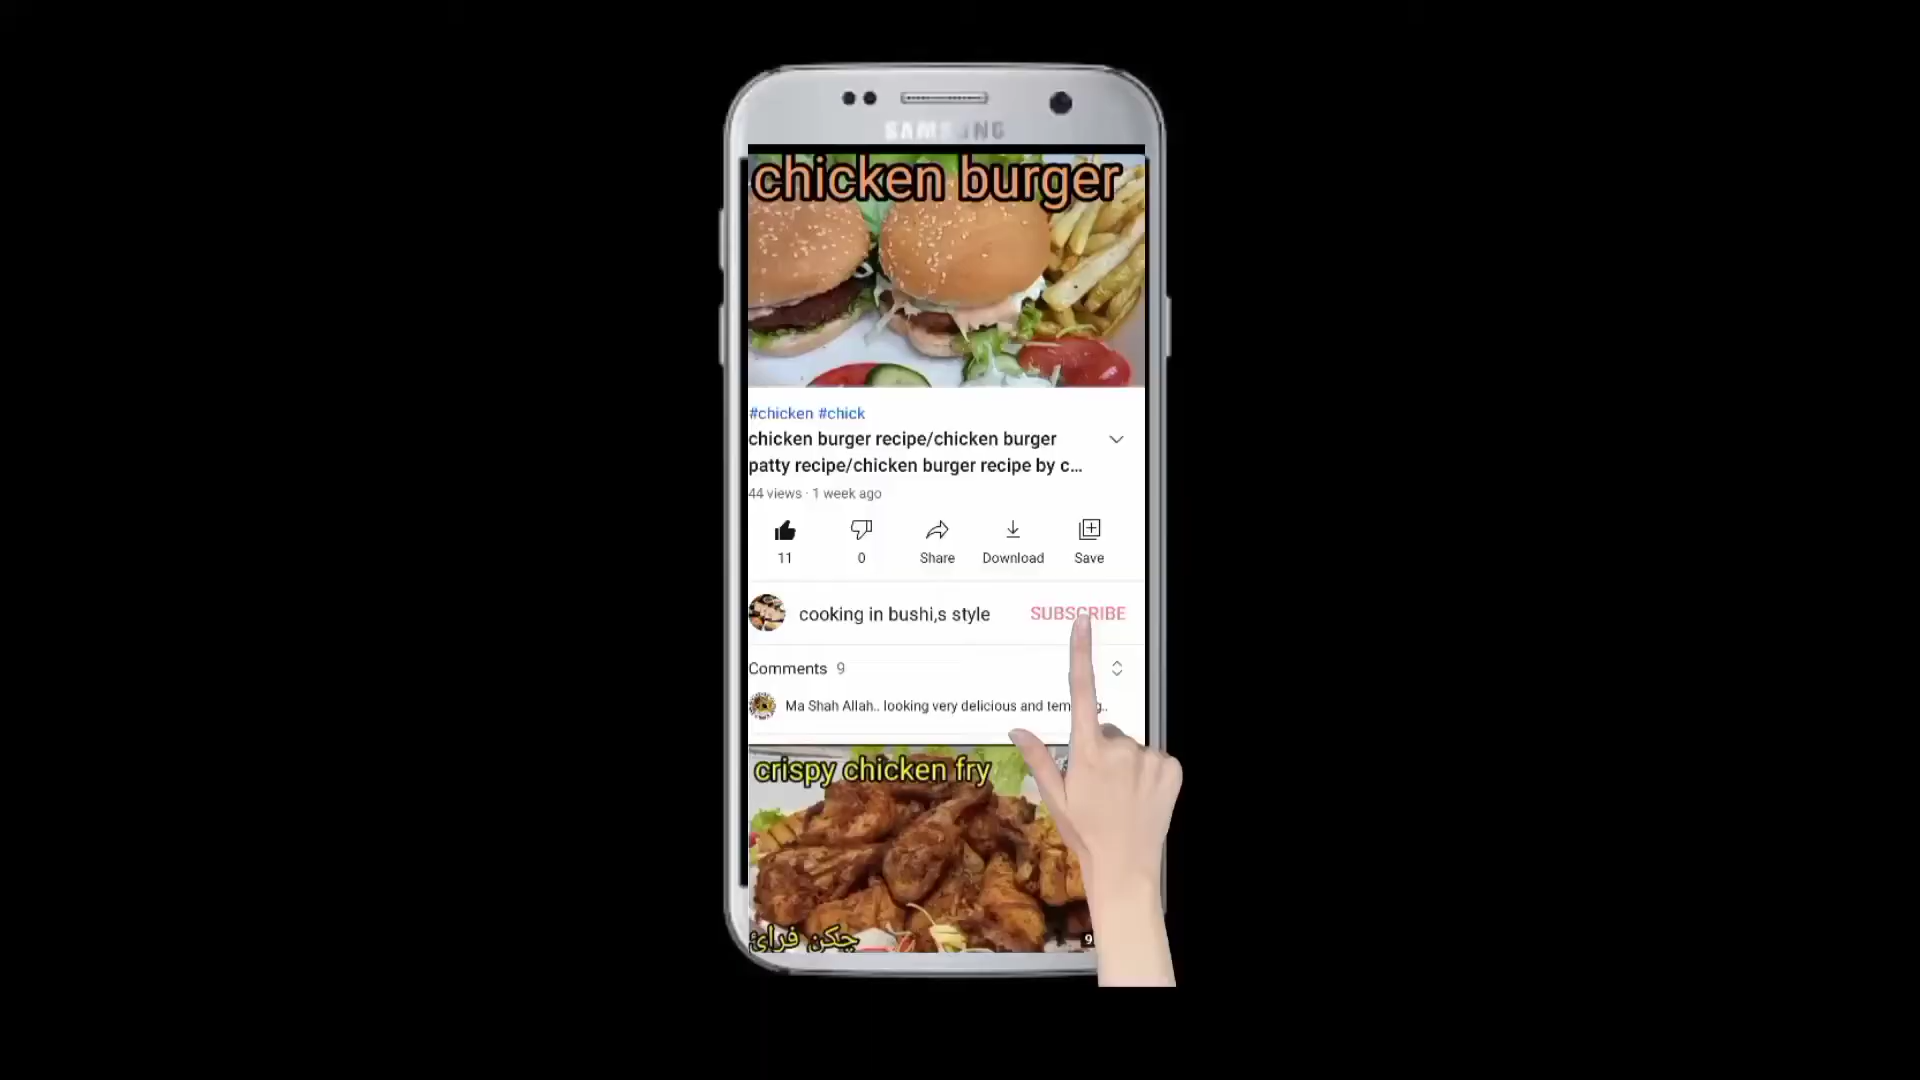 SAMSUNG
chicken burger
#chicken #chick
chicken burger recipe/chicken burger
patty recipe/chicken burger recipe by c...
44 views · 1 week ago
11
0
Share
Download
Save
cooking in bushi,s style
SUBSCRIBE
Comments 9
Ma Shah Allah.. looking very delicious and
crispy chicken fry
چکن فرائ